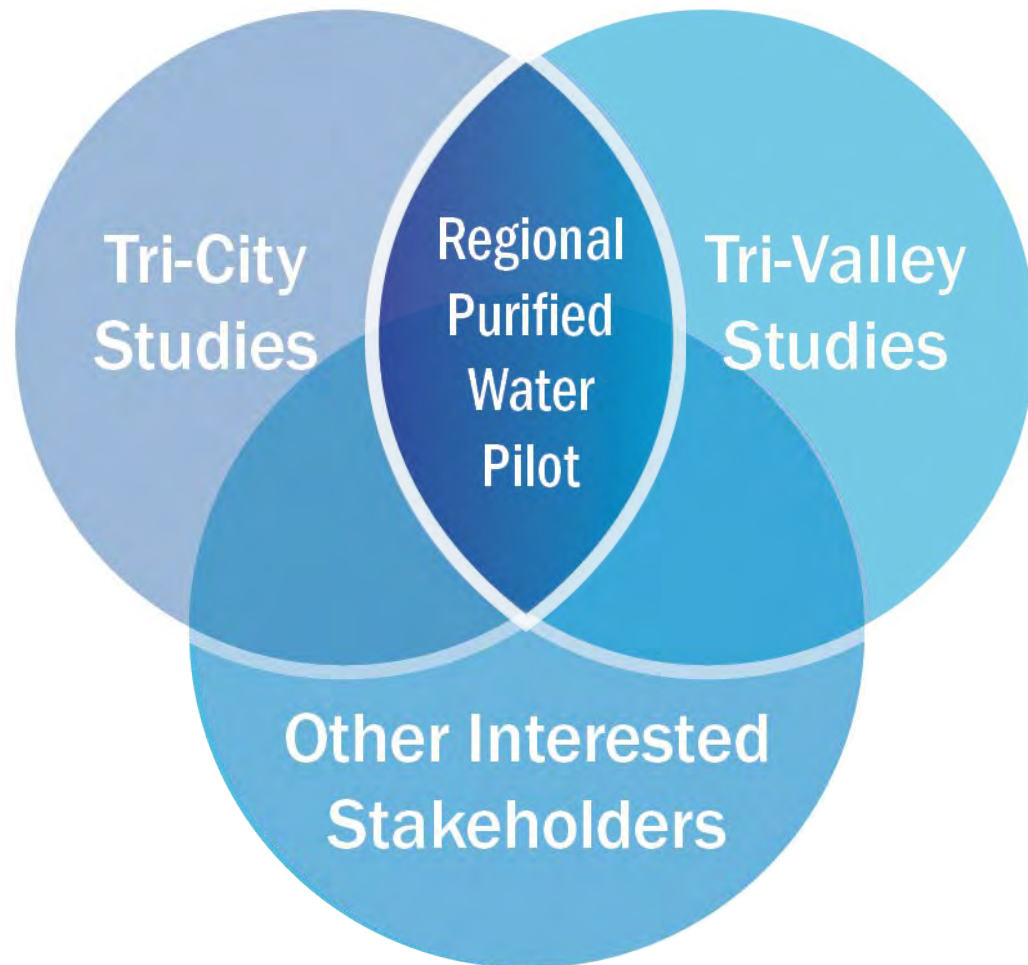 Tri-City
Studies
Regional
Purified
Water
Pilot
Tri-Valley
Studies
Other Interested
Stakeholders